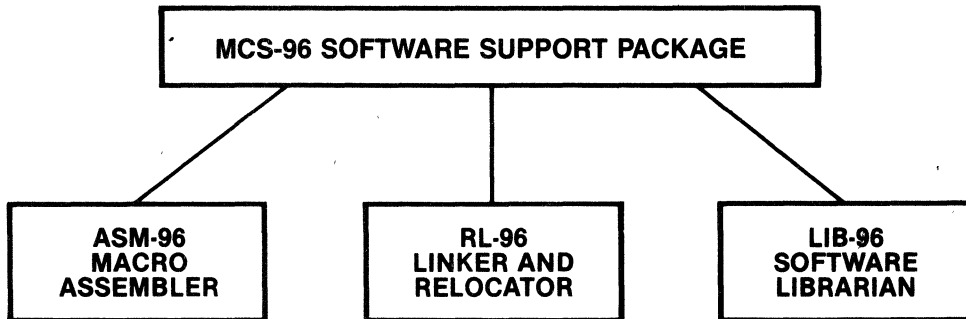 MCS-96 SOFTWARE SUPPORT PACKAGE
ASM-96
MACRO
ASSEMBLER
RL-96
LINKER AND
RELOCATOR
LIB-96
SOFTWARE
LIBRARIAN